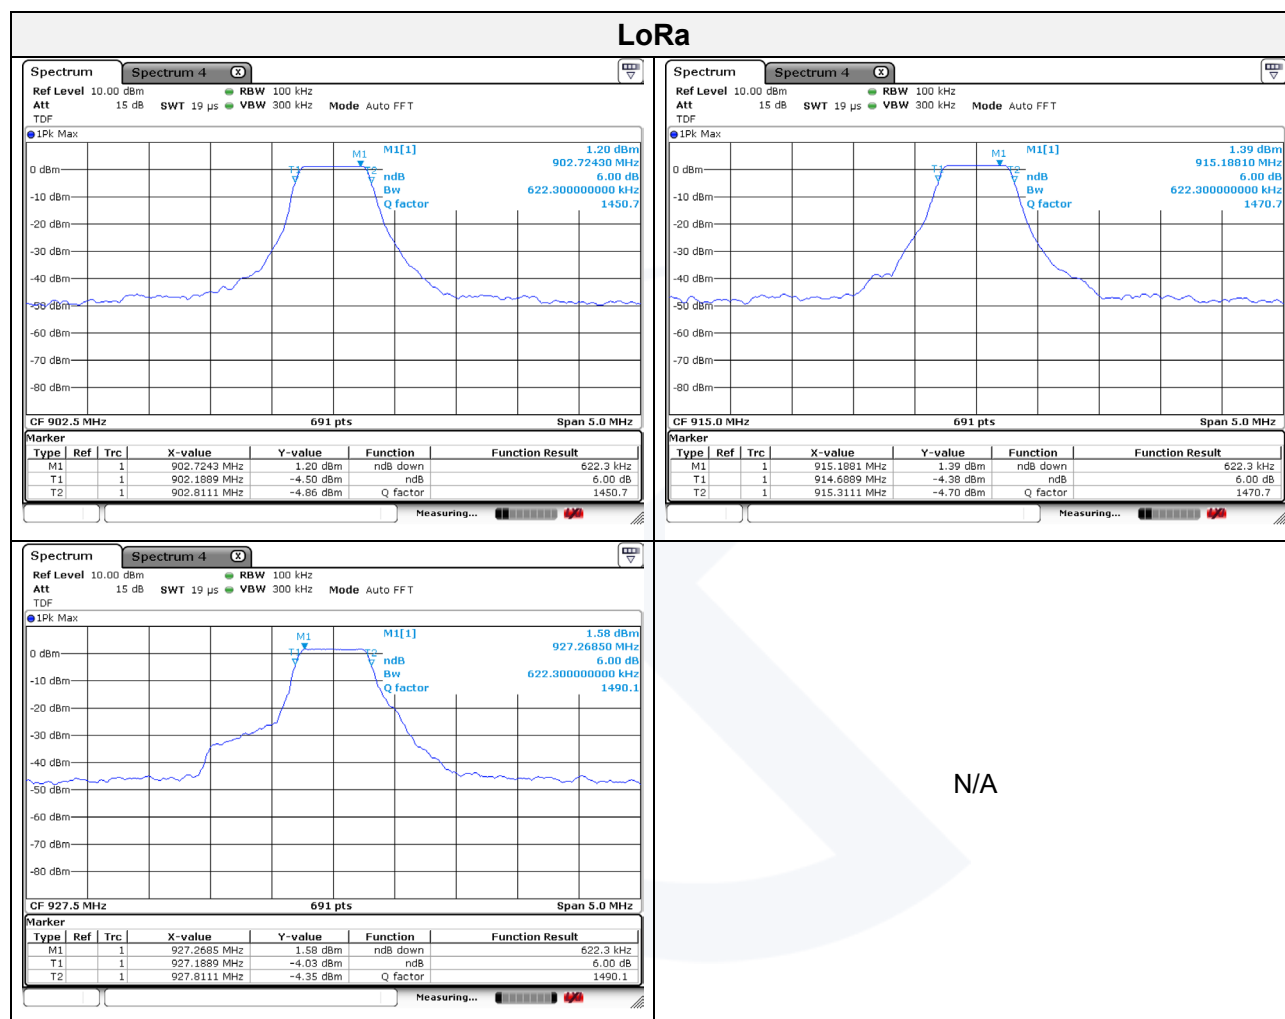 LoRa
Spectrum Spectrum 4 X
Ref Level 10.00 dBm RBW 100 kHz
Att 15 dB SWT 19 µs VBW 300 kHz Mode Auto FFT
TDF
1Pk Max
M1[1] 1.20 dBm
902.72430 MHz
ndB 6.00 dB
Bw 622.300000000 kHz
Q factor 1450.7
M1
T1
T2
0 dBm
-10 dBm
-20 dBm
-30 dBm
-40 dBm
-50 dBm
-60 dBm
-70 dBm
-80 dBm
CF 902.5 MHz 691 pts Span 5.0 MHz
Marker
Type Ref Trc X-value Y-value Function Function Result
M1 1 902.7243 MHz 1.20 dBm ndB down 622.3 kHz
T1 1 902.1889 MHz -4.50 dBm ndB 6.00 dB
T2 1 902.8111 MHz -4.86 dBm Q factor 1450.7
Measuring...
Spectrum Spectrum 4 X
Ref Level 10.00 dBm RBW 100 kHz
Att 15 dB SWT 19 µs VBW 300 kHz Mode Auto FFT
TDF
1Pk Max
M1[1] 1.39 dBm
915.18810 MHz
ndB 6.00 dB
Bw 622.300000000 kHz
Q factor 1470.7
M1
T1
T2
0 dBm
-10 dBm
-20 dBm
-30 dBm
-40 dBm
-50 dBm
-60 dBm
-70 dBm
-80 dBm
CF 915.0 MHz 691 pts Span 5.0 MHz
Marker
Type Ref Trc X-value Y-value Function Function Result
M1 1 915.1881 MHz 1.39 dBm ndB down 622.3 kHz
T1 1 914.6889 MHz -4.38 dBm ndB 6.00 dB
T2 1 915.3111 MHz -4.70 dBm Q factor 1470.7
Measuring...
Spectrum Spectrum 4 X
Ref Level 10.00 dBm RBW 100 kHz
Att 15 dB SWT 19 µs VBW 300 kHz Mode Auto FFT
TDF
1Pk Max
M1[1] 1.58 dBm
927.26850 MHz
ndB 6.00 dB
Bw 622.300000000 kHz
Q factor 1490.1
M1
T1
T2
0 dBm
-10 dBm
-20 dBm
-30 dBm
-40 dBm
-50 dBm
-60 dBm
-70 dBm
-80 dBm
CF 927.5 MHz 691 pts Span 5.0 MHz
Marker
Type Ref Trc X-value Y-value Function Function Result
M1 1 927.2685 MHz 1.58 dBm ndB down 622.3 kHz
T1 1 927.1889 MHz -4.03 dBm ndB 6.00 dB
T2 1 927.8111 MHz -4.35 dBm Q factor 1490.1
Measuring...
N/A